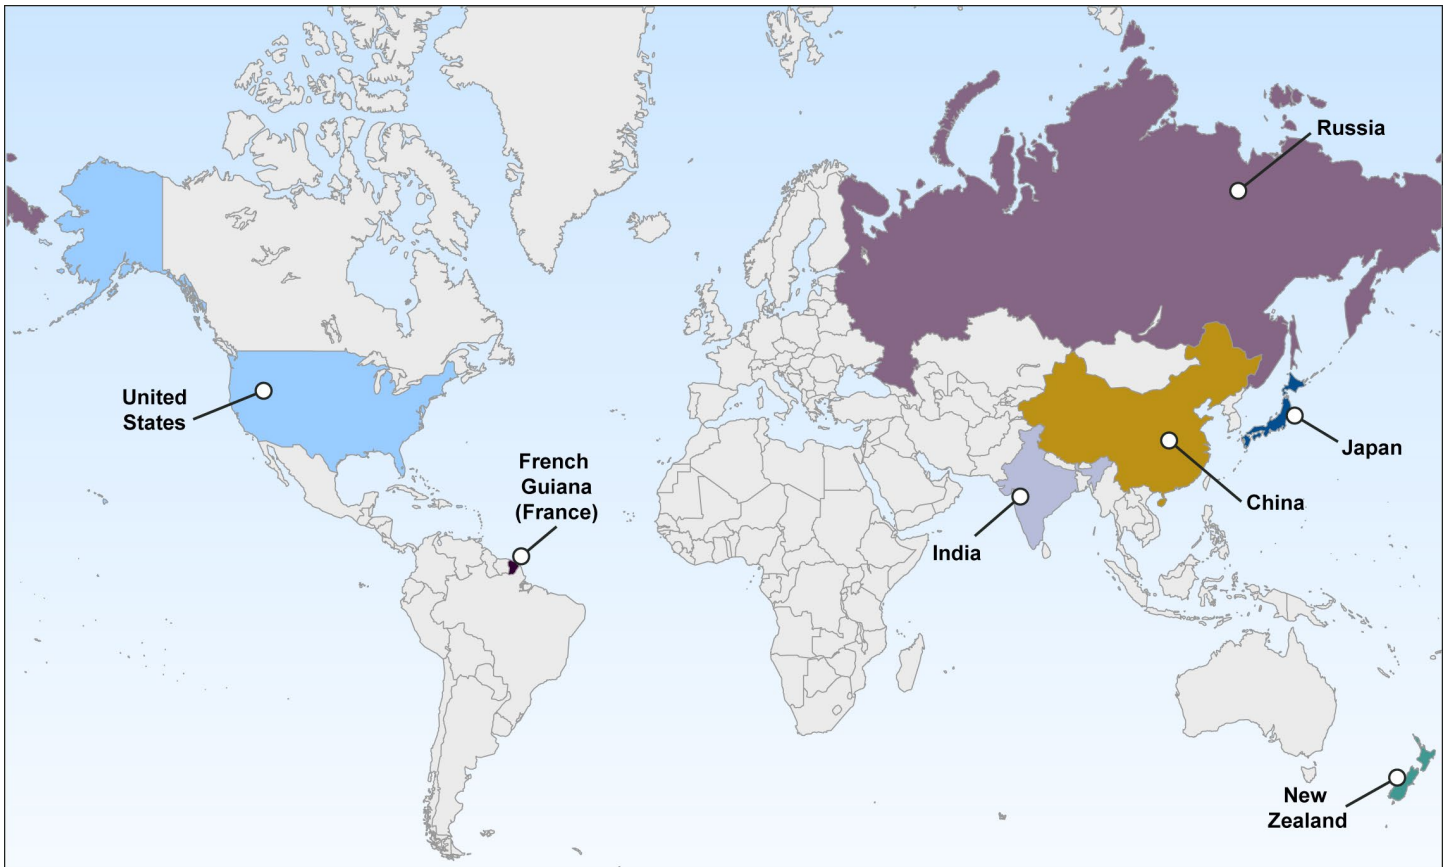 Russia
United
States
Japan
French
Guiana
(France)
China
India
New
Zealand